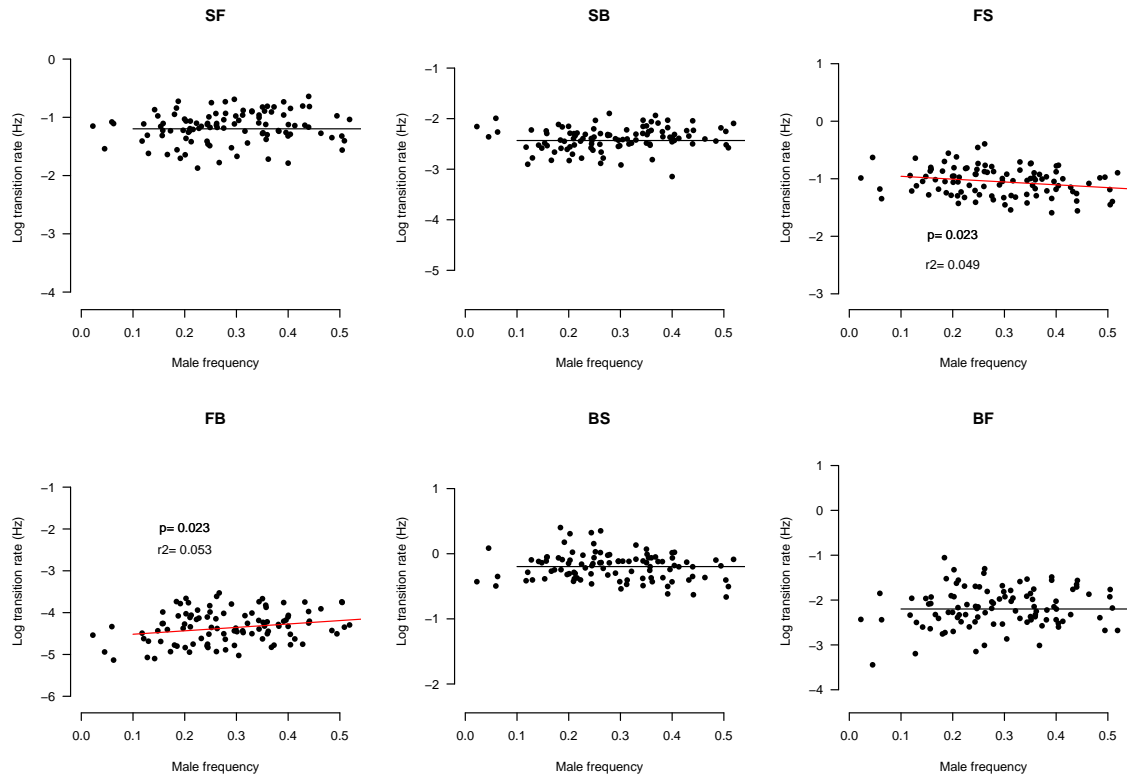 SF
SB
FS
0
−1
−2
−3
−4
Log transition rate (Hz)
0.0 0.1 0.2 0.3 0.4 0.5
Male frequency
−1
−2
−3
−4
−5
Log transition rate (Hz)
0.0 0.1 0.2 0.3 0.4 0.5
Male frequency
1
0
−1
−2
−3
Log transition rate (Hz)
p= 0.023
r2= 0.049
0.0 0.1 0.2 0.3 0.4 0.5
Male frequency
FB
BS
BF
−1
−2
−3
−4
−5
−6
Log transition rate (Hz)
p= 0.023
r2= 0.053
0.0 0.1 0.2 0.3 0.4 0.5
Male frequency
1
0
−1
−2
Log transition rate (Hz)
0.0 0.1 0.2 0.3 0.4 0.5
Male frequency
1
0
−1
−2
−3
−4
Log transition rate (Hz)
0.0 0.1 0.2 0.3 0.4 0.5
Male frequency